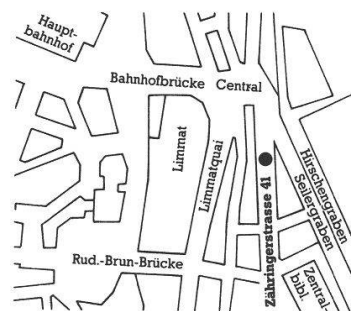 Haupt-
bahnhof
Bahnhofbrücke Central
Limmat
Limmatquai
Hirschengraben
Seilergraben
Zähringerstrasse 41
Rud.-Brun-Brücke
Zentral-
bibl.